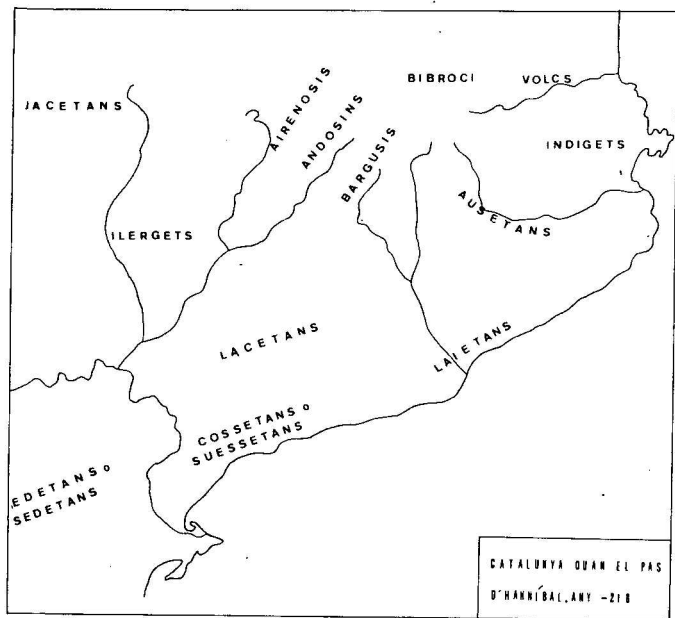 BIBROCI
VOLCS
JACETANS
AIRENOSIS
ANDOSINS
BARGUSIS
INDIGETS
AUSETANS
ILERGETS
LACETANS
LAIETANS
COSSETANS o
SUESSETANS
EDETANS o
SEDETANS
CATALUNYA QUAN EL PAS
D'HANNÍBAL, ANY -218